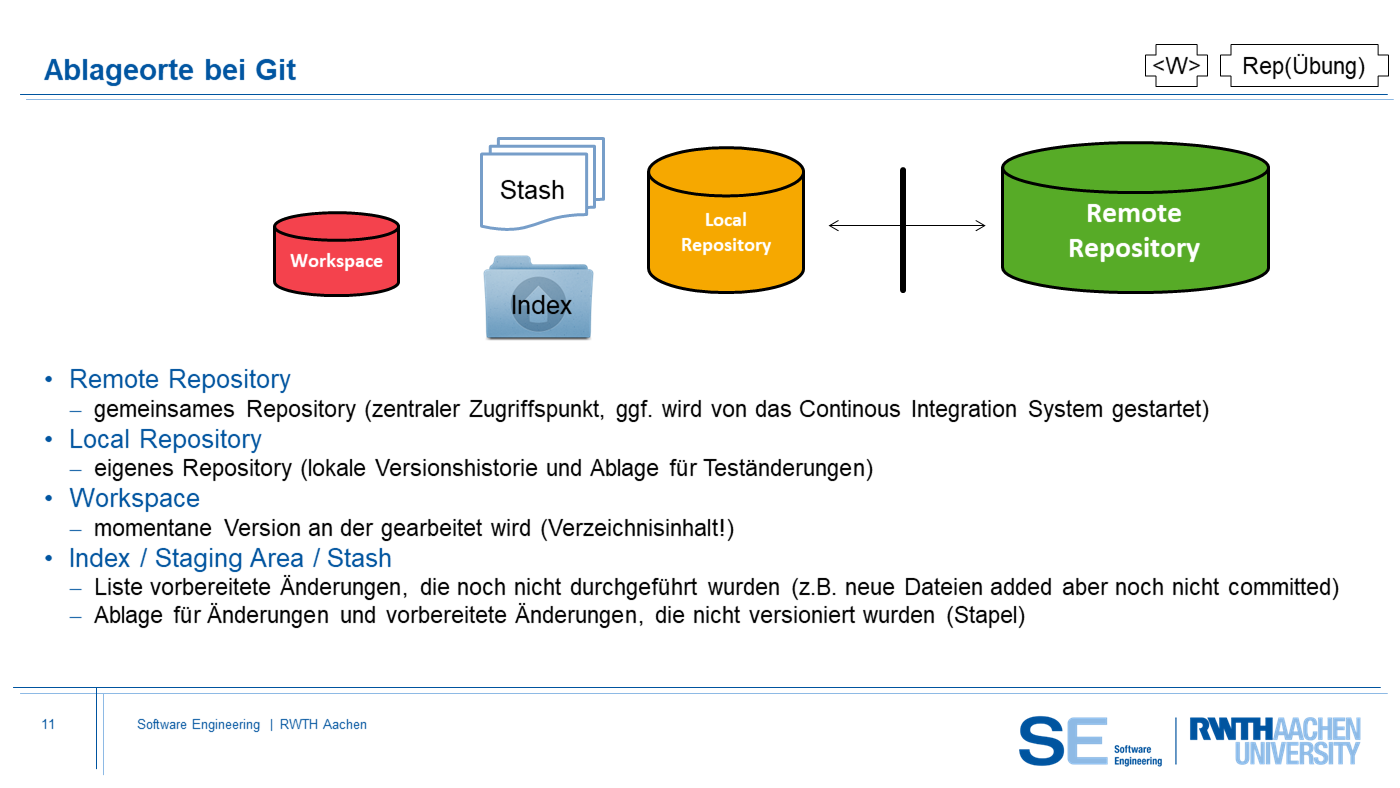 Ablageorte bei Git
<W>
Rep(Übung)
Stash
Workspace
Index
Local
Repository
Remote
Repository
• Remote Repository
– gemeinsames Repository (zentraler Zugriffspunkt, ggf. wird von das Continous Integration System gestartet)
• Local Repository
– eigenes Repository (lokale Versionshistorie und Ablage für Teständerungen)
• Workspace
– momentane Version an der gearbeitet wird (Verzeichnisinhalt!)
• Index / Staging Area / Stash
– Liste vorbereitete Änderungen, die noch nicht durchgeführt wurden (z.B. neue Dateien added aber noch nicht committed)
– Ablage für Änderungen und vorbereitete Änderungen, die nicht versioniert wurden (Stapel)
11
Software Engineering | RWTH Aachen
SE
Software
Engineering
RWTHAACHEN
UNIVERSITY